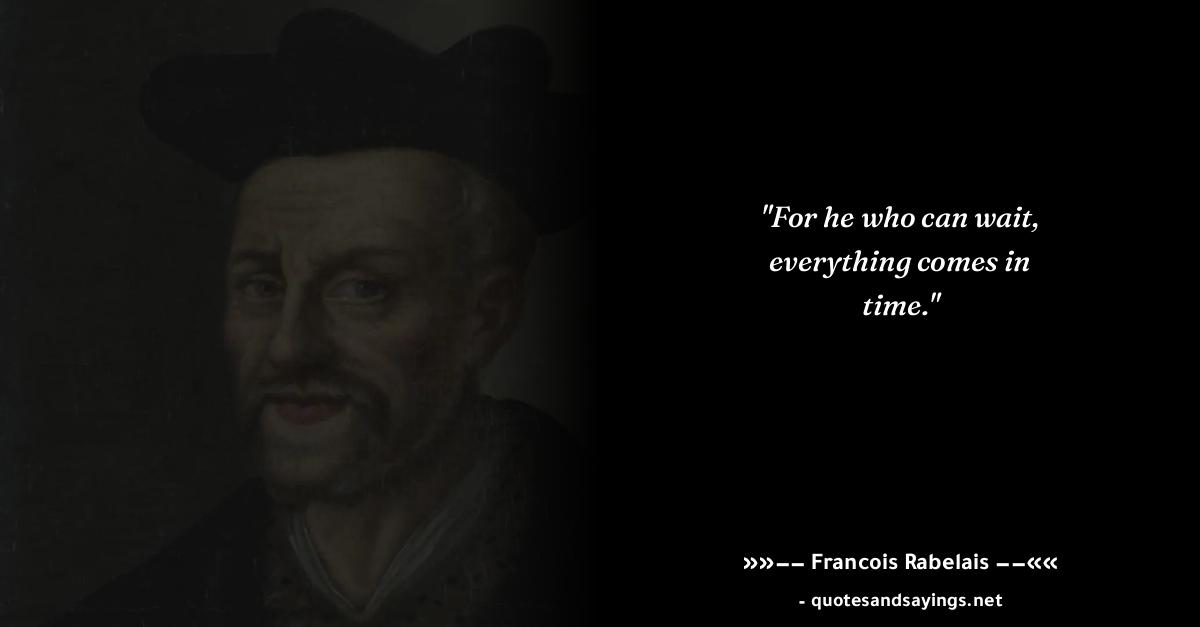 "For he who can wait,
everything comes in
time."
»»−− Francois Rabelais −−««
- quotesandsayings.net